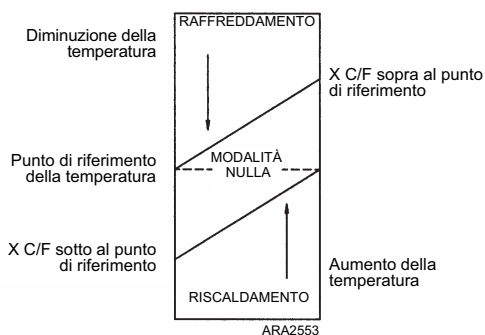 RAFFREDDAMENTO
Diminuzione della
temperatura
X C/F sopra al punto
di riferimento
Punto di riferimento
della temperatura
MODALITÀ
NULLA
X C/F sotto al punto
di riferimento
Aumento della
temperatura
RISCALDAMENTO
ARA2553